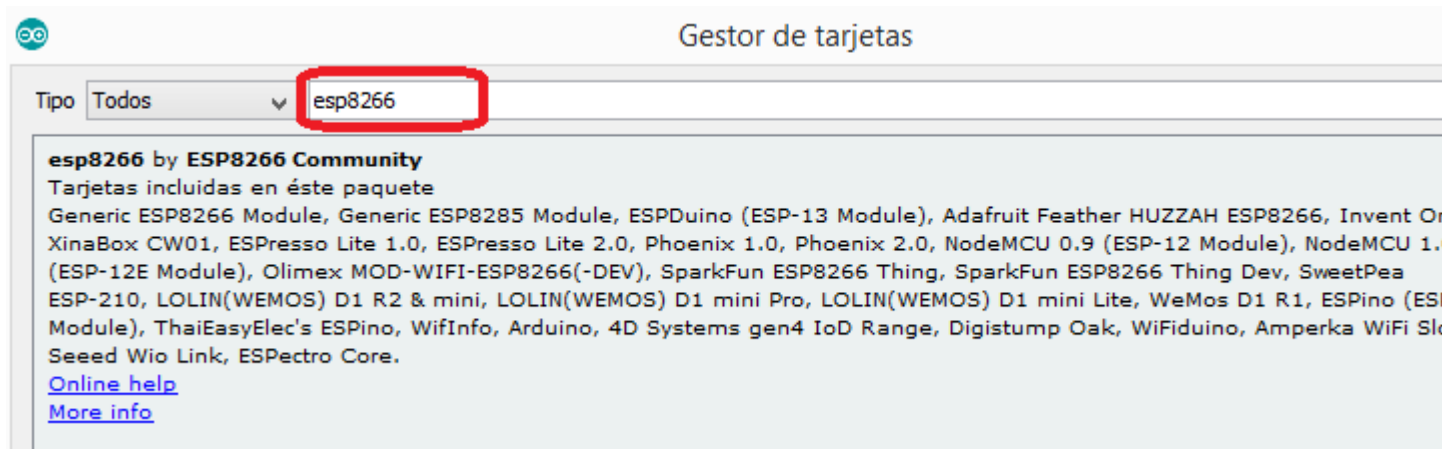 Gestor de tarjetas
Tipo Todos esp8266
esp8266 by ESP8266 Community
Tarjetas incluidas en éste paquete
Generic ESP8266 Module, Generic ESP8285 Module, ESPDuino (ESP-13 Module), Adafruit Feather HUZZAH ESP8266, Invent
XinaBox CW01, ESPresso Lite 1.0, ESPresso Lite 2.0, Phoenix 1.0, Phoenix 2.0, NodeMCU 0.9 (ESP-12 Module), NodeMCU 1.
(ESP-12E Module), Olimex MOD-WIFI-ESP8266(-DEV), SparkFun ESP8266 Thing, SparkFun ESP8266 Thing Dev, SweetPea
ESP-210, LOLIN(WEMOS) D1 R2 & mini, LOLIN(WEMOS) D1 mini Pro, LOLIN(WEMOS) D1 mini Lite, WeMos D1 R1, ESPino
Module), ThaiEasyElec's ESPino, WifInfo, Arduino, 4D Systems gen4 IoD Range, Digistump Oak, WiFiduino, Amperka WiFi
Seeed Wio Link, ESPectro Core.
Online help
More info